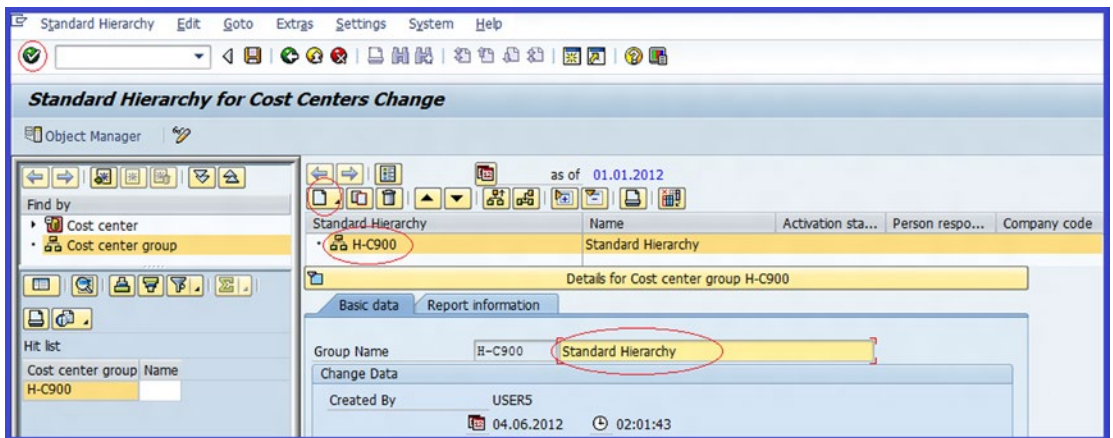 Standard Hierarchy Edit Goto Extras Settings System Help
Standard Hierarchy for Cost Centers Change
Object Manager
as of 01.01.2012
Find by
Cost center
Cost center group
Standard Hierarchy Name Activation sta... Person respo... Company code
H-C900 Standard Hierarchy
Details for Cost center group H-C900
Basic data Report information
Hit list
Cost center group Name
H-C900
Group Name H-C900 Standard Hierarchy
Change Data
Created By USER5
04.06.2012 02:01:43